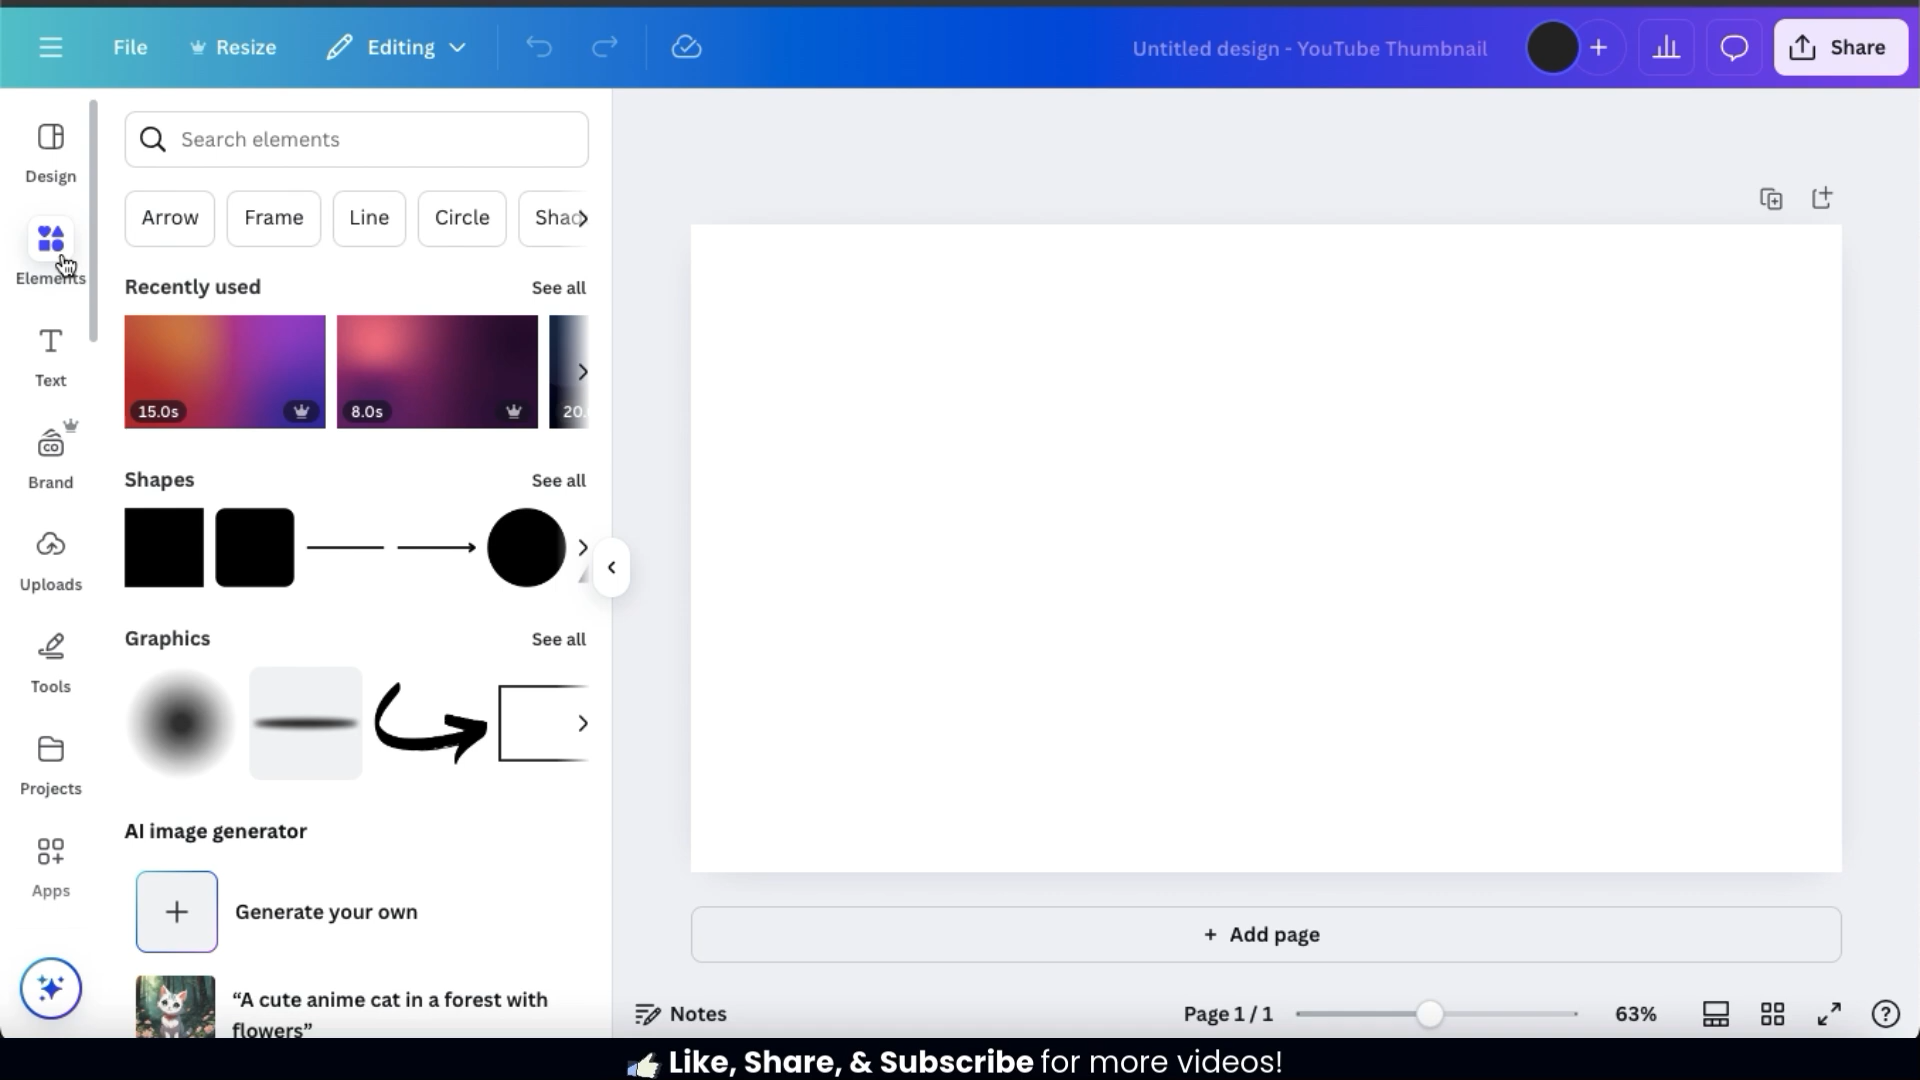 File
Resize
Editing
Untitled design - YouTube Thumbnail
+
Share
Design
Elements
Text
Brand
CO
Uploads
Tools
Projects
Apps
Search elements
Arrow
Frame
Line
Circle
Recently used
See all
15.0s
8.0s
20.
Shapes
See all
Graphics
See all
AI image generator
+
Generate your own
“A cute anime cat in a forest with
flowers”
+ Add page
Notes
Page 1 / 1
63%
?
Like, Share, & Subscribe for more videos!